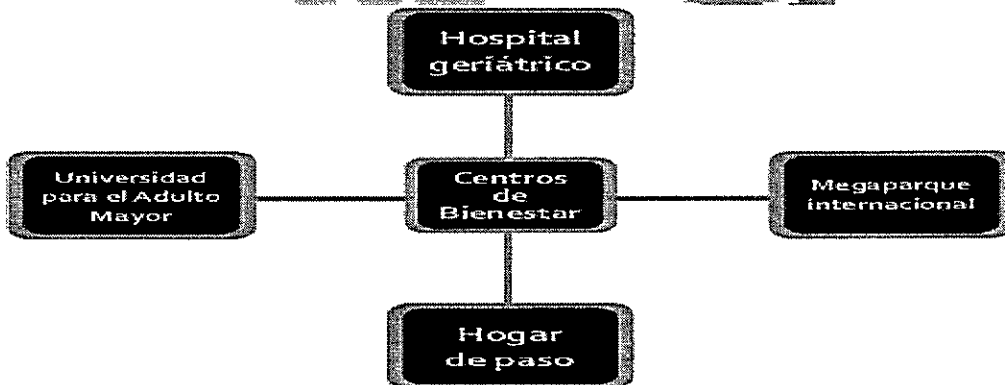 Hospital
geriátrico
Universidad
para el Adulto
Mayor
Centros
de
Bienestar
Megaparque
internacional
Hogar
de paso